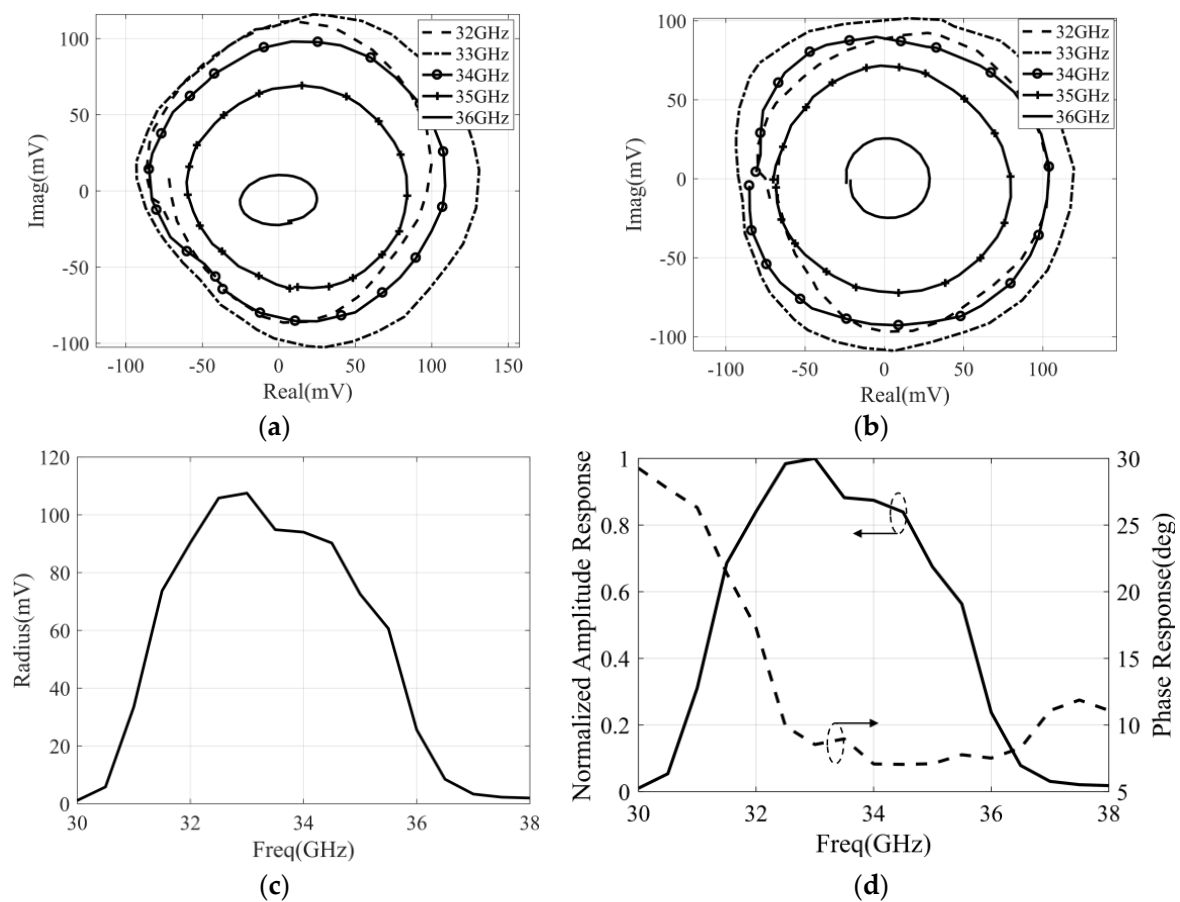 100
50
0
-50
-100
Imag(mV)
-100 -50 0 50 100 150
Real(mV)
32GHz
33GHz
34GHz
35GHz
36GHz
(a)
100
50
0
-50
-100
Imag(mV)
-100 -50 0 50 100
Real(mV)
32GHz
33GHz
34GHz
35GHz
36GHz
(b)
120
100
80
60
40
20
0
Radius(mV)
30 32 34 36 38
Freq(GHz)
(c)
1
0.8
0.6
0.4
0.2
0
Normalized Amplitude Response
30
25
20
15
10
5
Phase Response(deg)
30 32 34 36 38
Freq(GHz)
(d)